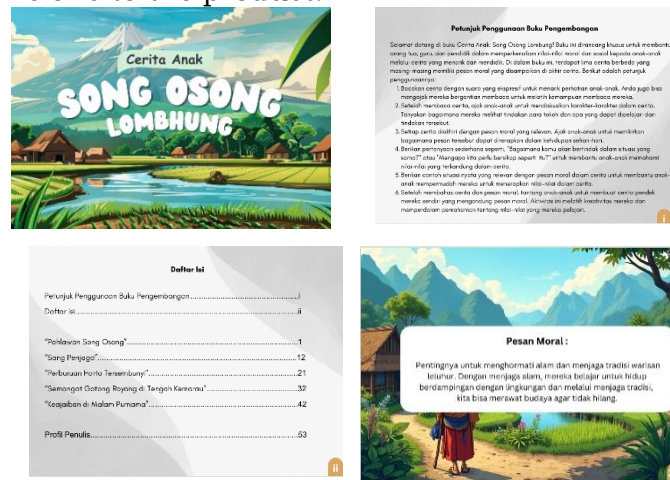 Cerita Anak
SONG OSONG
LOMBHUNG
Petunjuk Penggunaan Buku Pengembangan
Selamat datang di buku Cerita Anak: Song Osong Lombung! Buku ini dirancang khusus untuk membantu
orang tua, guru, dan pendidik dalam memperkenalkan nilai-nilai moral dan sosial kepada anak-anak
melalui cerita yang menarik dan mendidik. Di dalam buku ini, terdapat lima cerita berbeda yang
masing-masing memiliki pesan moral yang disampaikan di akhir cerita. Berikut adalah petunjuk
penggunaannya:
1. Bacakan cerita dengan suara yang ekspresif untuk menarik perhatian anak-anak. Anda juga bisa
mengajak mereka bergantian membaca untuk melatih kemampuan membaca mereka.
2. Setelah membaca cerita, ajak anak-anak untuk mendiskusikan karakter-karakter dalam cerita.
Tanyakan bagaimana mereka melihat tindakan para tokoh dan apa yang dapat dipelajari dari
tindakan tersebut.
3. Setiap cerita diakhiri dengan pesan moral yang relevan. Ajak anak-anak untuk memikirkan
bagaimana pesan tersebut dapat diterapkan dalam kehidupan sehari-hari.
4. Berikan pertanyaan sederhana seperti, "Bagaimana kamu akan bertindak dalam situasi yang
sama?" atau "Mengapa kita perlu bersikap seperti itu?" untuk membantu anak-anak memahami
nilai-nilai yang terkandung dalam cerita.
5. Berikan contoh situasi nyata yang relevan dengan pesan moral dalam cerita untuk membantu anak-
anak mempermudah mereka untuk menerapkan nilai-nilai dalam cerita.
6. Setelah membahas cerita dan pesan moral, tantang anak-anak untuk membuat cerita pendek
mereka sendiri yang mengandung pesan moral. Aktivitas ini melatih kreativitas mereka dan
memperdalam pemahaman tentang nilai-nilai yang mereka pelajari.
i
Daftar Isi
Petunjuk Penggunaan Buku Pengembangan....................i
Daftar Isi....................ii
"Pahlawan Song Osong"....................1
"Sang Penjaga"....................12
"Perburuan Harta Tersembunyi"....................21
"Semangat Gotong Royong di Tengah Kemarau"....................32
"Keajaiban di Malam Purnama"....................42
Profil Penulis....................53
ii
Pesan Moral :
Pentingnya untuk menghormati alam dan menjaga tradisi warisan
leluhur. Dengan menjaga alam, mereka belajar untuk hidup
berdampingan dengan lingkungan dan melalui menjaga tradisi,
kita bisa merawat budaya agar tidak hilang.